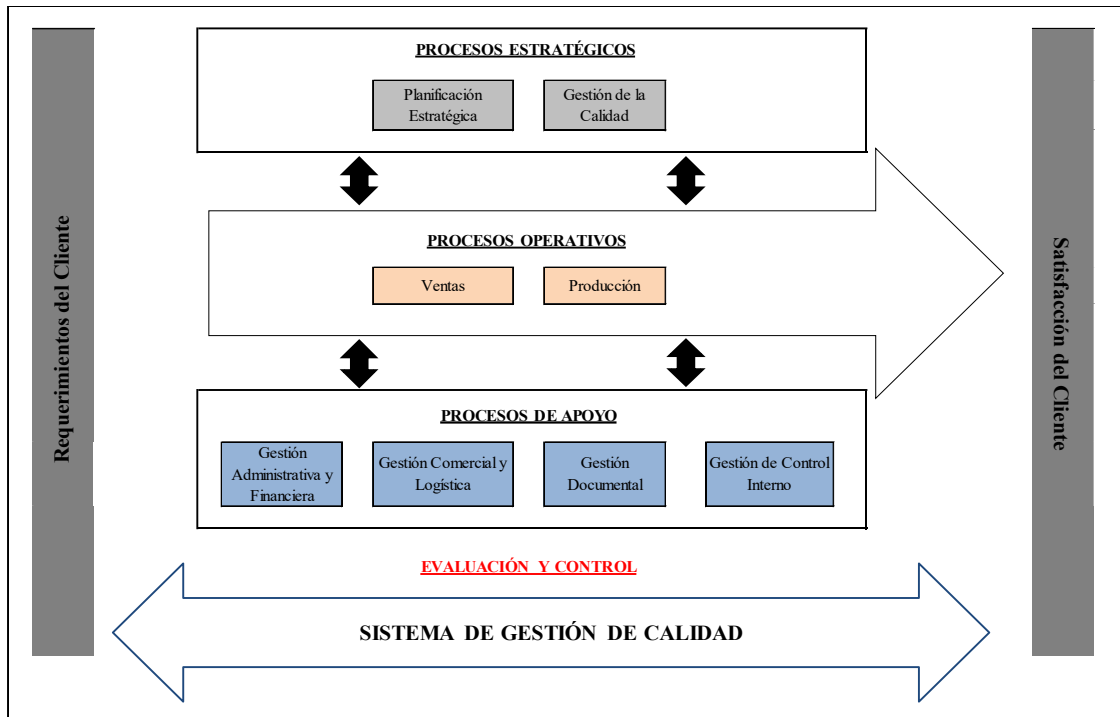 Requerimientos del Cliente
PROCESOS ESTRATÉGICOS
Planificación
Estratégica
Gestión de la
Calidad
PROCESOS OPERATIVOS
Ventas
Producción
PROCESOS DE APOYO
Gestión
Administrativa y
Financiera
Gestión Comercial y
Logística
Gestión
Documental
Gestión de Control
Interno
EVALUACIÓN Y CONTROL
SISTEMA DE GESTIÓN DE CALIDAD
Satisfacción del Cliente